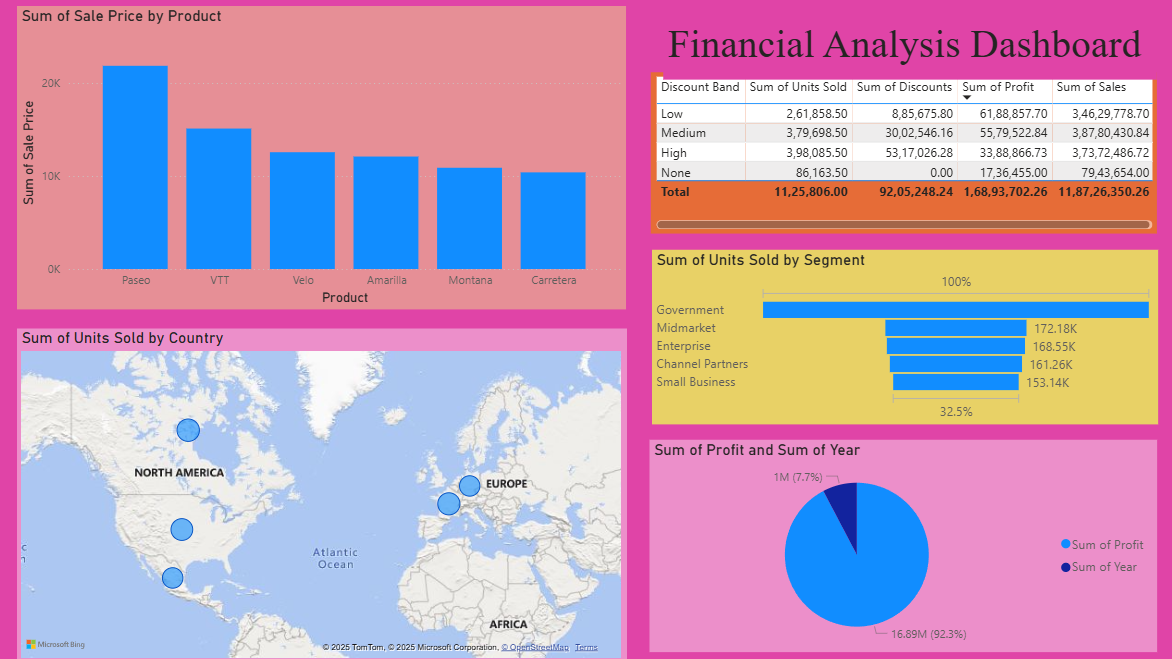 Sum of Sale Price by Product
Sum of Sale Price
20K
10K
0K
Paseo VTT Velo Amarilla Montana Carretera
Product
Financial Analysis Dashboard
Discount Band Sum of Units Sold Sum of Discounts Sum of Profit Sum of Sales
Low 2,61,858.50 8,85,675.80 61,88,857.70 3,46,29,778.70
Medium 3,79,698.50 30,02,546.16 55,79,522.84 3,87,80,430.84
High 3,98,085.50 53,17,026.28 33,88,866.73 3,73,72,486.72
None 86,163.50 0.00 17,36,455.00 79,43,654.00
Total 11,25,806.00 92,05,248.24 1,68,93,702.26 11,87,26,350.26
Sum of Units Sold by Segment
100%
Government
Midmarket 172.18K
Enterprise 168.55K
Channel Partners 161.26K
Small Business 153.14K
32.5%
Sum of Units Sold by Country
NORTH AMERICA
EUROPE
Atlantic
Ocean
AFRICA
Microsoft Bing
© 2025 TomTom, © 2025 Microsoft Corporation, © OpenStreetMap Terms
Sum of Profit and Sum of Year
1M (7.7%)
Sum of Profit
Sum of Year
16.89M (92.3%)